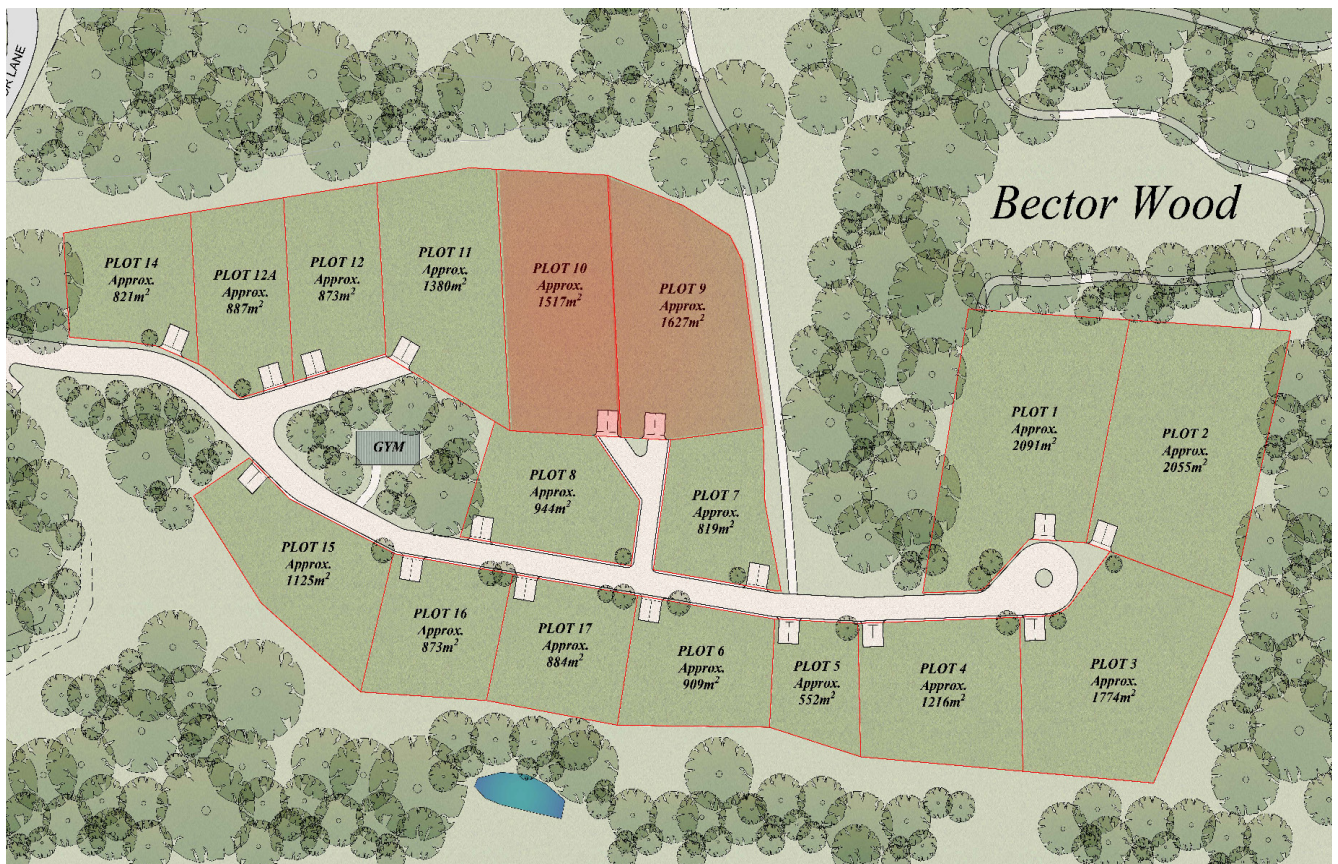 Bector Wood
PLOT 14
Approx.
821m²
PLOT 12A
Approx.
887m²
PLOT 12
Approx.
873m²
PLOT 11
Approx.
1380m²
PLOT 10
Approx.
1517m²
PLOT 9
Approx.
1627m²
PLOT 1
Approx.
2091m²
PLOT 2
Approx.
2055m²
GYM
PLOT 8
Approx.
944m²
PLOT 7
Approx.
819m²
PLOT 15
Approx.
1125m²
PLOT 16
Approx.
873m²
PLOT 17
Approx.
884m²
PLOT 6
Approx.
909m²
PLOT 5
Approx.
552m²
PLOT 4
Approx.
1216m²
PLOT 3
Approx.
1774m²
LANE